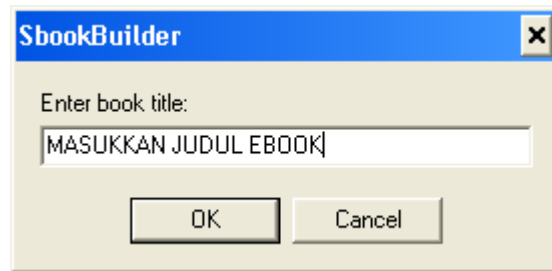 SbookBuilder
Enter book title:
MASUKKAN JUDUL EBOOK
OK
Cancel